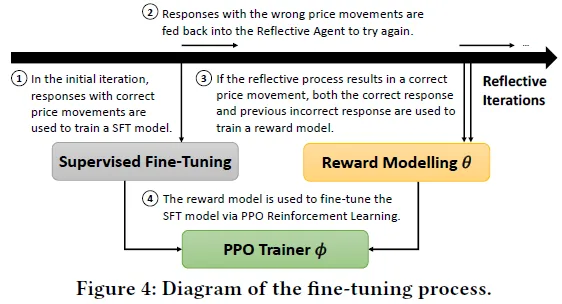 ② Responses with the wrong price movements are
fed back into the Reflective Agent to try again.
...
① In the initial iteration,
responses with correct
price movements are
used to train a SFT model.
③ If the reflective process results in a correct
price movement, both the correct response
and previous incorrect response are used to
train a reward model.
Reflective
Iterations
Supervised Fine-Tuning
Reward Modelling θ
④ The reward model is used to fine-tune the
SFT model via PPO Reinforcement Learning.
PPO Trainer ϕ
Figure 4: Diagram of the fine-tuning process.